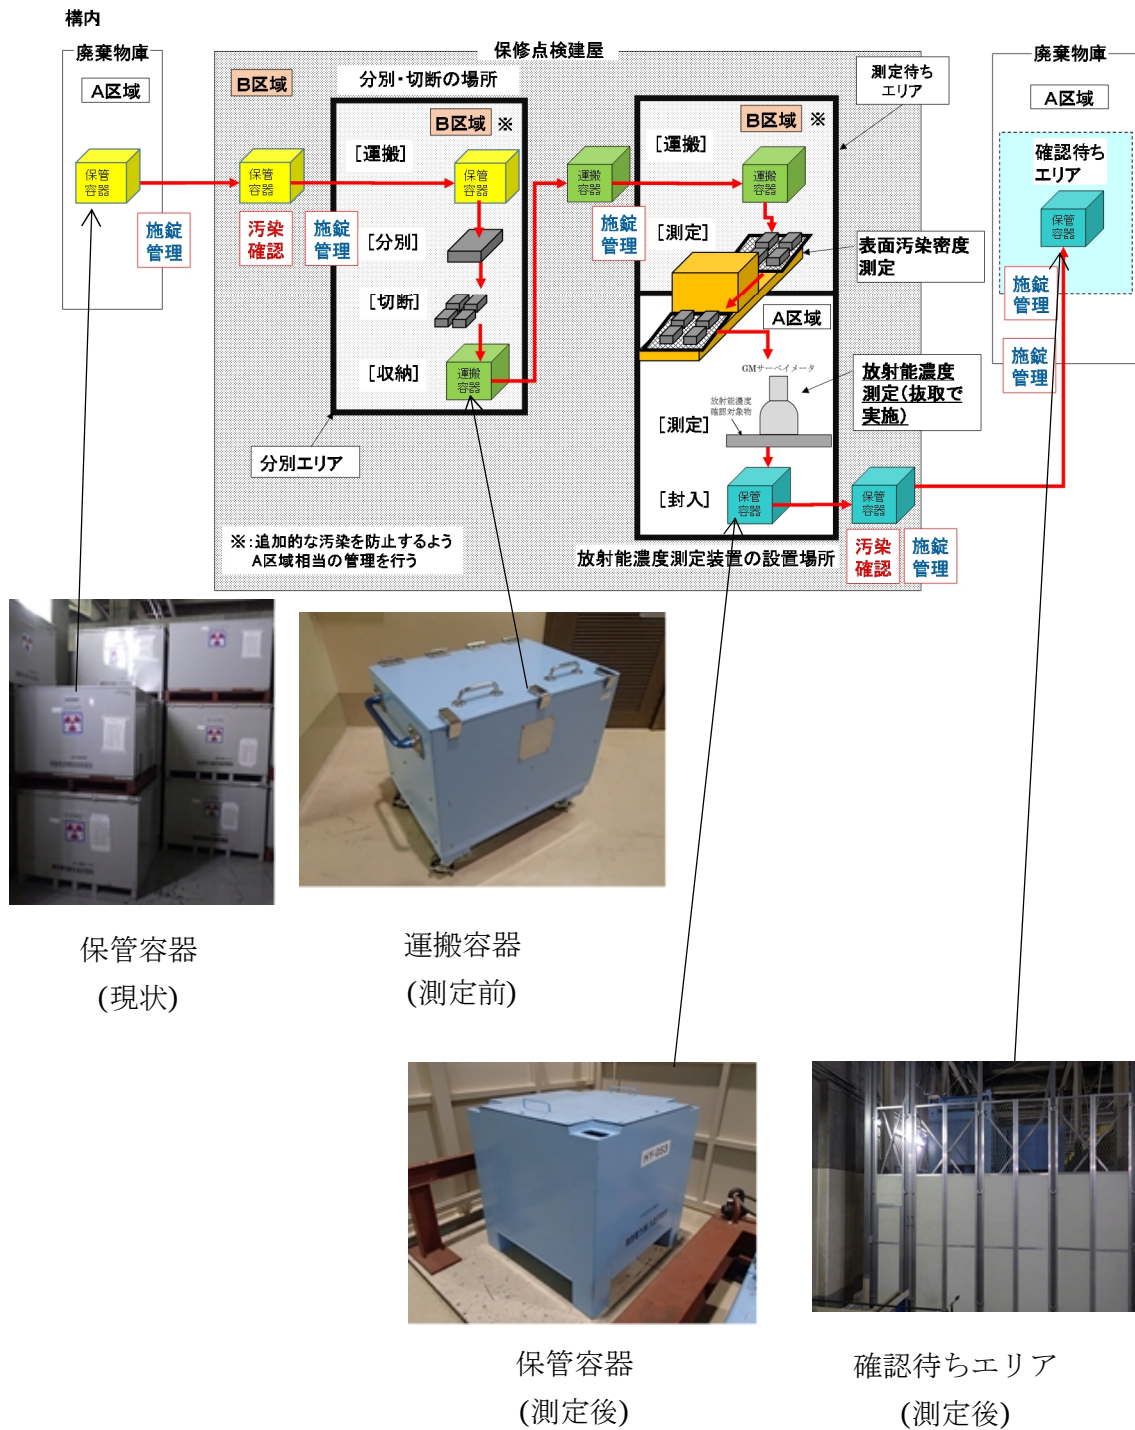 構内
廃棄物庫
A区域
保管
容器
施錠
管理
保修点検建屋
B区域
保管
容器
汚染
確認
施錠
管理
分別・切断の場所
B区域 ※
[運搬]
保管
容器
[分別]
[切断]
[収納]
運搬
容器
分別エリア
※：追加的な汚染を防止するよう
A区域相当の管理を行う
運搬
容器
施錠
管理
測定待ち
エリア
B区域 ※
[運搬]
運搬
容器
[測定]
表面汚染密度
測定
A区域
GMサーベイメータ
放射能濃度
確認対象物
[測定]
放射能濃度
測定(抜取で
実施)
[封入]
保管
容器
放射能濃度測定装置の設置場所
保管
容器
汚染
確認
施錠
管理
廃棄物庫
A区域
確認待ち
エリア
保管
容器
施錠
管理
施錠
管理
保管容器
(現状)
運搬容器
(測定前)
HY-053
保管容器
(測定後)
確認待ちエリア
(測定後)